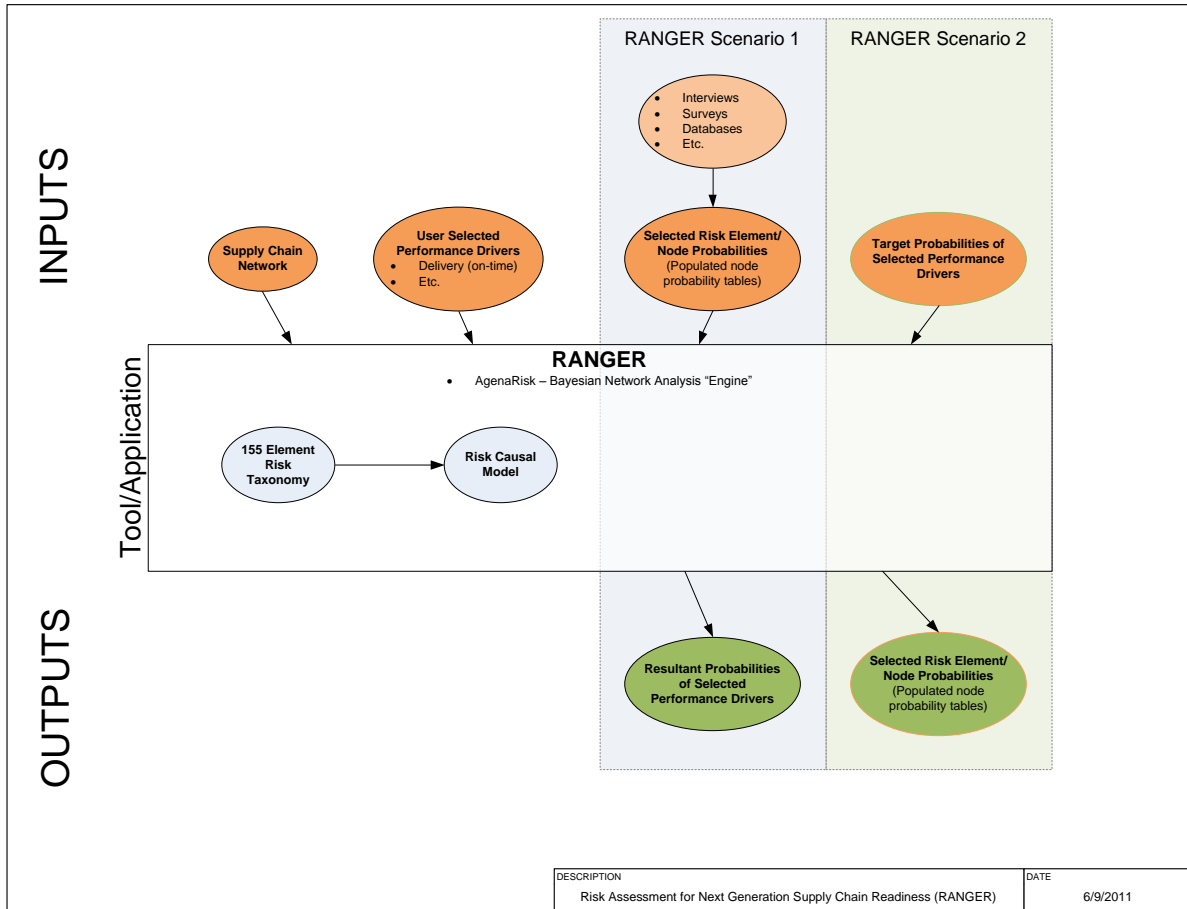 RANGER Scenario 1
RANGER Scenario 2
INPUTS
• Interviews
• Surveys
• Databases
• Etc.
Supply Chain
Network
User Selected
Performance Drivers
• Delivery (on-time)
• Etc.
Selected Risk Element/
Node Probabilities
(Populated node
probability tables)
Target Probabilities of
Selected Performance
Drivers
Tool/Application
RANGER
• AgenaRisk – Bayesian Network Analysis “Engine”
155 Element
Risk
Taxonomy
Risk Causal
Model
OUTPUTS
Resultant Probabilities
of Selected
Performance Drivers
Selected Risk Element/
Node Probabilities
(Populated node
probability tables)
DESCRIPTION
Risk Assessment for Next Generation Supply Chain Readiness (RANGER)
DATE
6/9/2011